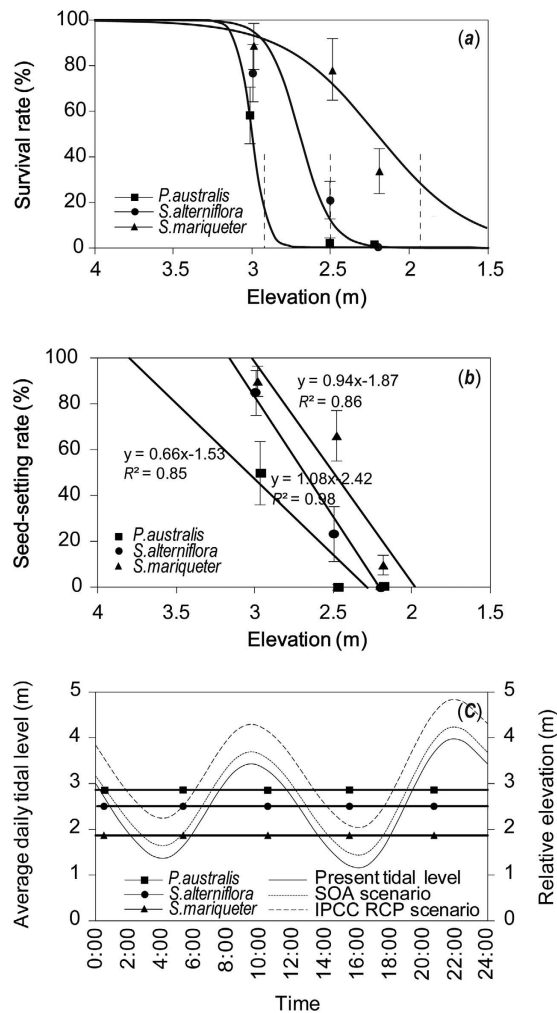 (a)
Survival rate (%)
100
80
60
40
20
0
P.australis
S.alterniflora
S.mariqueter
4 3.5 3 2.5 2 1.5
Elevation (m)
(b)
Seed-setting rate (%)
100
80
60
40
20
0
y = 0.94x-1.87
R² = 0.86
y = 0.66x-1.53
R² = 0.85
y = 1.08x-2.42
R² = 0.98
P.australis
S.alterniflora
S.mariqueter
4 3.5 3 2.5 2 1.5
Elevation (m)
(C)
Average daily tidal level (m)
5
4
3
2
1
0
Relative elevation (m)
5
4
3
2
1
0
P.australis
S.alterniflora
S.mariqueter
Present tidal level
SOA scenario
IPCC RCP scenario
0:00 2:00 4:00 6:00 8:00 10:00 12:00 14:00 16:00 18:00 20:00 22:00 24:00
Time